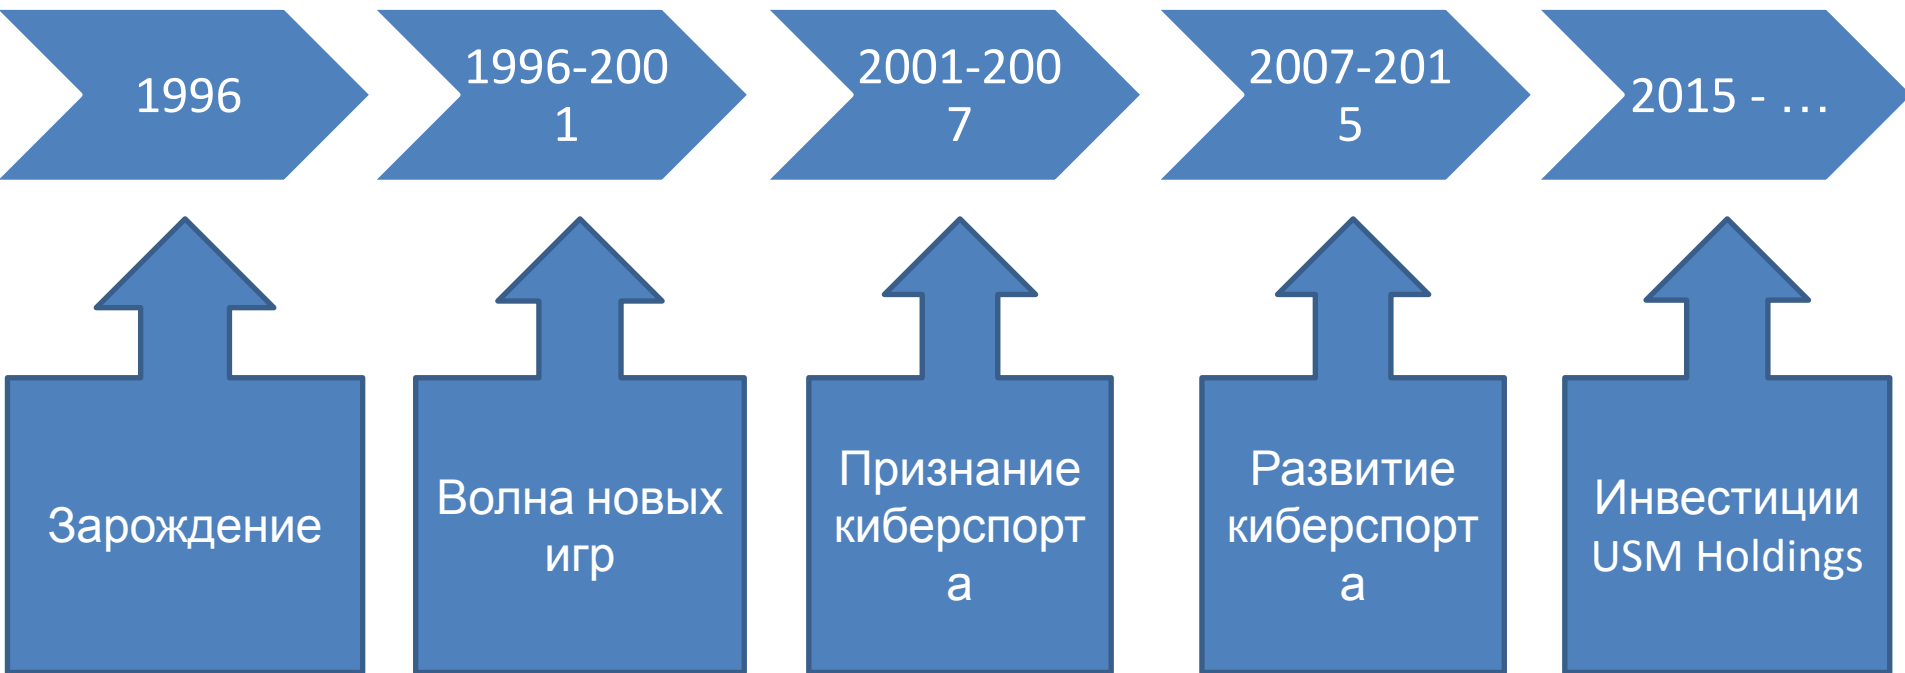 1996
1996-200
1
2001-200
7
2007-201
5
2015 - ...
Зарождение
Волна новых
игр
Признание
киберспорт
а
Развитие
киберспорт
а
Инвестиции
USM Holdings